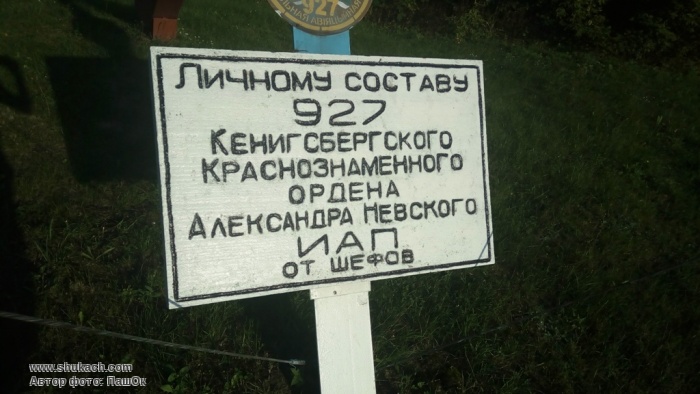 927
ЛИЧНОМУ СОСТАВУ
927
КЕНИГСБЕРГСКОГО
КРАСНОЗНАМЕННОГО
ОРДЕНА
АЛЕКСАНДРА НЕВСКОГО
ИАП
ОТ ШЕФОВ
www.shukach.com
Автор фото: ПашОк